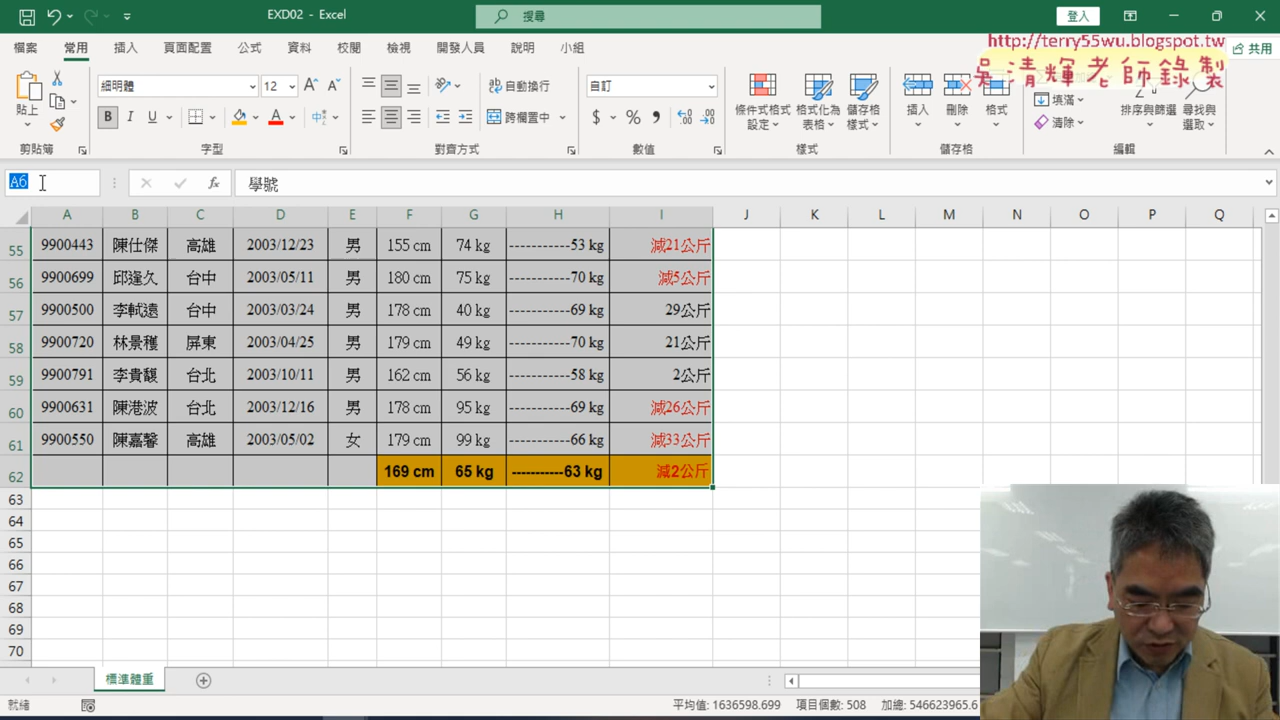 EXD02 - Excel
搜尋
登入
檔案 常用 插入 頁面配置 公式 資料 校閱 檢視 開發人員 說明 小組
http://terry55wu.blogspot.tw
吳清輝老師錄製
共用
貼上
細明體 12
B I U A
自動換行
跨欄置中
自訂
$ %
條件式格式設定
格式化為表格
儲存格樣式
插入 刪除 格式
填滿
清除
排序與篩選 尋找與選取
剪貼簿 字型 對齊方式 數值 樣式 儲存格 編輯
A6 fx 學號
A B C D E F G H I J K L M N O P Q
55 9900443 陳仕傑 高雄 2003/12/23 男 155 cm 74 kg -----------53 kg 減21公斤
56 9900699 邱逢久 台中 2003/05/11 男 180 cm 75 kg -----------70 kg 減5公斤
57 9900500 李軾遠 台中 2003/03/24 男 178 cm 40 kg -----------69 kg 29公斤
58 9900720 林景穜 屏東 2003/04/25 男 179 cm 49 kg -----------70 kg 21公斤
59 9900791 李貴馥 台北 2003/10/11 男 162 cm 56 kg -----------58 kg 2公斤
60 9900631 陳港波 台北 2003/12/16 男 178 cm 95 kg -----------69 kg 減26公斤
61 9900550 陳嘉馨 高雄 2003/05/02 女 179 cm 99 kg -----------66 kg 減33公斤
62 169 cm 65 kg -----------63 kg 減2公斤
63
64
65
66
67
68
69
70
標準體重
就緒
平均值: 1636598.699 項目個數: 508 加總: 546623965.6